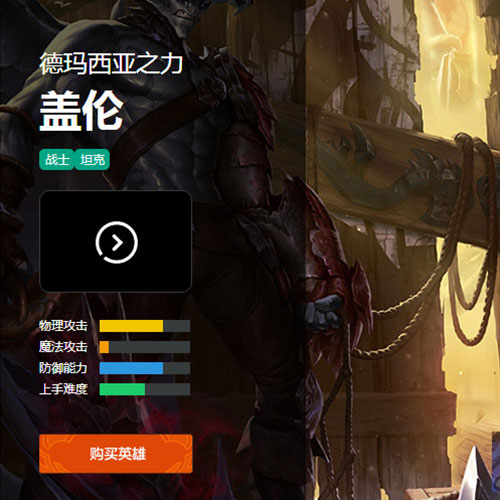 德玛西亚之力
盖伦
战士 坦克
物理攻击
魔法攻击
防御能力
上手难度
购买英雄